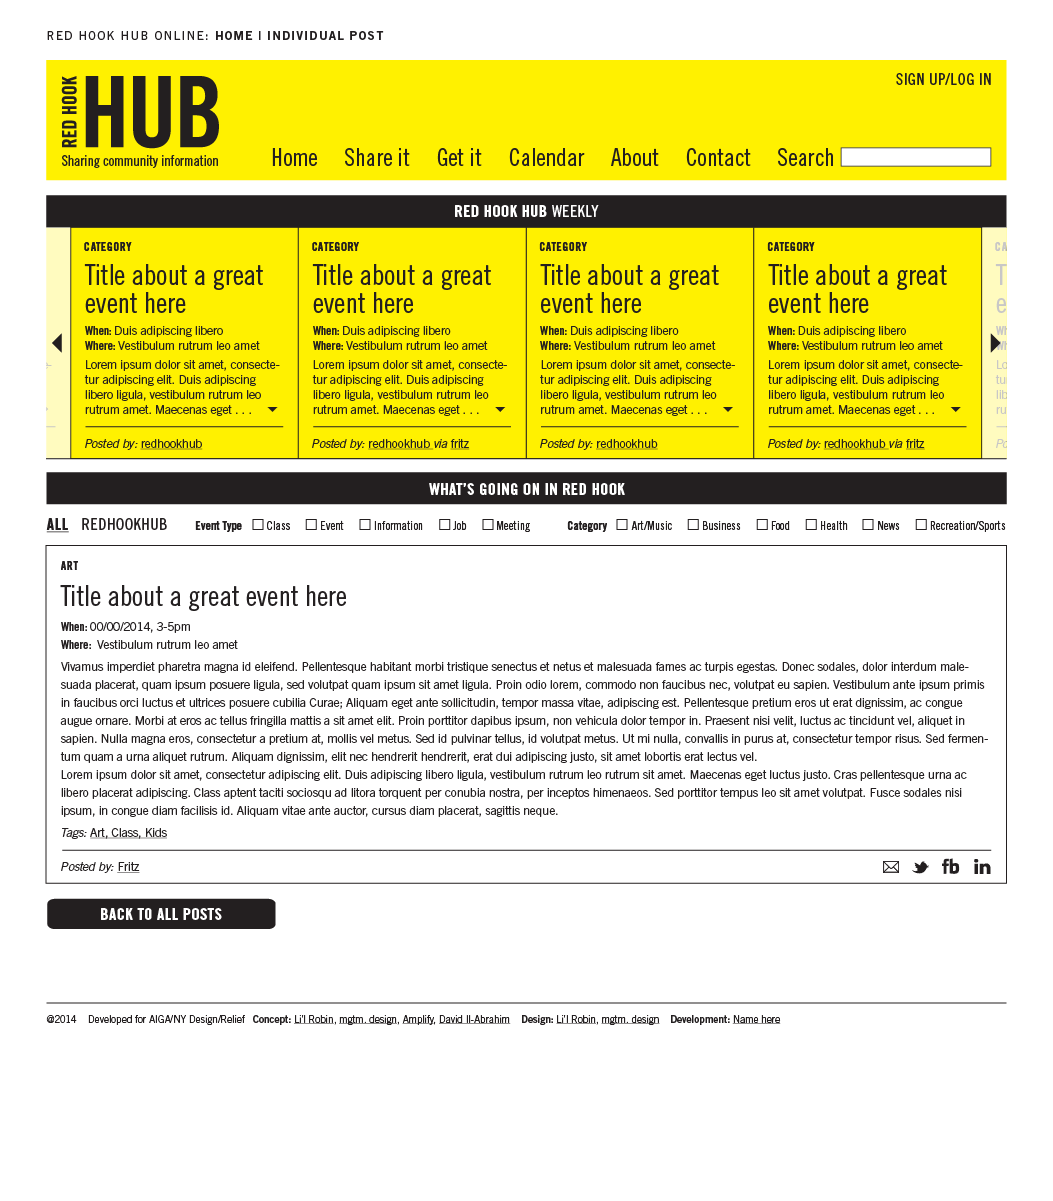 RED HOOK HUB ONLINE: HOME | INDIVIDUAL POST
SIGN UP/LOG IN
RED HOOK
HUB
Sharing community information
Home Share it Get it Calendar About Contact Search
RED HOOK HUB WEEKLY
CATEGORY
Title about a great
event here
When: Duis adipiscing libero
Where: Vestibulum rutrum leo amet
Lorem ipsum dolor sit amet, consecte-
tur adipiscing elit. Duis adipiscing
libero ligula, vestibulum rutrum leo
rutrum amet. Maecenas eget . . .
Posted by: redhookhub
CATEGORY
Title about a great
event here
When: Duis adipiscing libero
Where: Vestibulum rutrum leo amet
Lorem ipsum dolor sit amet, consecte-
tur adipiscing elit. Duis adipiscing
libero ligula, vestibulum rutrum leo
rutrum amet. Maecenas eget . . .
Posted by: redhookhub via fritz
CATEGORY
Title about a great
event here
When: Duis adipiscing libero
Where: Vestibulum rutrum leo amet
Lorem ipsum dolor sit amet, consecte-
tur adipiscing elit. Duis adipiscing
libero ligula, vestibulum rutrum leo
rutrum amet. Maecenas eget . . .
Posted by: redhookhub
CATEGORY
Title about a great
event here
When: Duis adipiscing libero
Where: Vestibulum rutrum leo amet
Lorem ipsum dolor sit amet, consecte-
tur adipiscing elit. Duis adipiscing
libero ligula, vestibulum rutrum leo
rutrum amet. Maecenas eget . . .
Posted by: redhookhub via fritz
WHAT'S GOING ON IN RED HOOK
ALL REDHOOKHUB Event Type Class Event Information Job Meeting Category Art/Music Business Food Health News Recreation/Sports
ART
Title about a great event here
When: 00/00/2014, 3-5pm
Where: Vestibulum rutrum leo amet
Vivamus imperdiet pharetra magna id eleifend. Pellentesque habitant morbi tristique senectus et netus et malesuada fames ac turpis egestas. Donec sodales, dolor interdum male-
suada placerat, quam ipsum posuere ligula, sed volutpat quam ipsum sit amet ligula. Proin odio lorem, commodo non faucibus nec, volutpat eu sapien. Vestibulum ante ipsum primis
in faucibus orci luctus et ultrices posuere cubilia Curae; Aliquam eget ante sollicitudin, tempor massa vitae, adipiscing est. Pellentesque pretium eros ut erat dignissim, ac congue
augue ornare. Morbi at eros ac tellus fringilla mattis a sit amet elit. Proin porttitor dapibus ipsum, non vehicula dolor tempor in. Praesent nisi velit, luctus ac tincidunt vel, aliquet in
sapien. Nulla magna eros, consectetur a pretium at, mollis vel metus. Sed id pulvinar tellus, id volutpat metus. Ut mi nulla, convallis in purus at, consectetur tempor risus. Sed fermen-
tum quam a urna aliquet rutrum. Aliquam dignissim, elit nec hendrerit hendrerit, erat dui adipiscing justo, sit amet lobortis erat lectus vel.
Lorem ipsum dolor sit amet, consectetur adipiscing elit. Duis adipiscing libero ligula, vestibulum rutrum leo rutrum sit amet. Maecenas eget luctus justo. Cras pellentesque urna ac
libero placerat adipiscing. Class aptent taciti sociosqu ad litora torquent per conubia nostra, per inceptos himenaeos. Sed porttitor tempus leo sit amet volutpat. Fusce sodales nisi
ipsum, in congue diam facilisis id. Aliquam vitae ante auctor, cursus diam placerat, sagittis neque.
Tags: Art, Class, Kids
Posted by: Fritz
fb in
BACK TO ALL POSTS
@2014 Developed for AIGA/NY Design/Relief Concept: Li'l Robin, mgtm. design, Amplify, David Il-Abrahim Design: Li'l Robin, mgtm. design Development: Name here